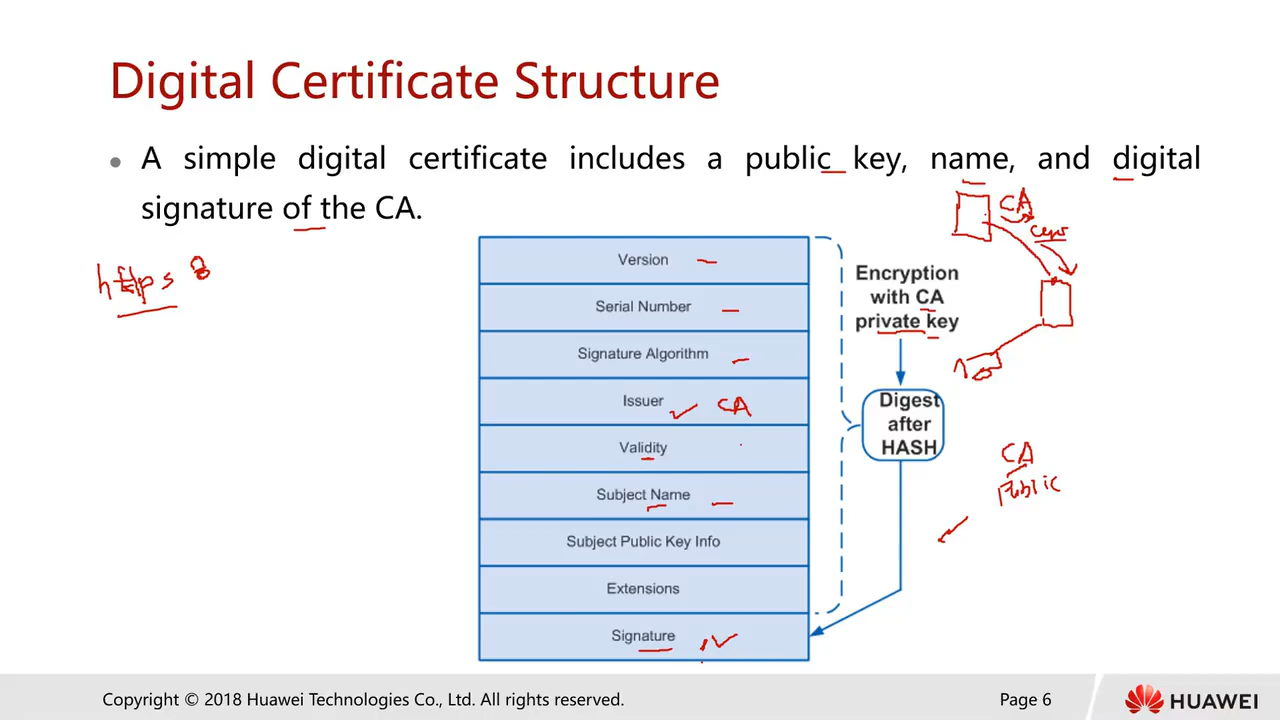 Digital Certificate Structure
A simple digital certificate includes a public key, name, and digital
signature of the CA.
https
CA
Version
Serial Number
Signature Algorithm
Issuer CA
Validity
Subject Name
Subject Public Key Info
Extensions
Signature
Encryption
with CA
private key
Digest
after
HASH
CA
Public
Copyright © 2018 Huawei Technologies Co., Ltd. All rights reserved.
Page 6
HUAWEI